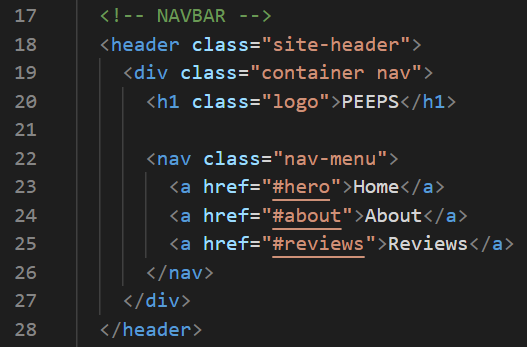 17 <!-- NAVBAR -->
18 <header class="site-header">
19 <div class="container nav">
20 <h1 class="logo">PEEPS</h1>
21
22 <nav class="nav-menu">
23 <a href="#hero">Home</a>
24 <a href="#about">About</a>
25 <a href="#reviews">Reviews</a>
26 </nav>
27 </div>
28 </header>